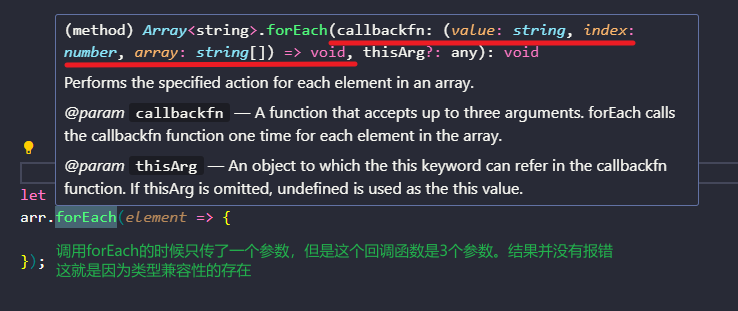 (method) Array<string>.forEach(callbackfn: (value: string, index:
number, array: string[]) => void, thisArg?: any): void
Performs the specified action for each element in an array.
@param callbackfn — A function that accepts up to three arguments. forEach calls
the callbackfn function one time for each element in the array.
@param thisArg — An object to which the this keyword can refer in the callbackfn
function. If thisArg is omitted, undefined is used as the this value.
let
arr.forEach(element => {
调用forEach的时候只传了一个参数，但是这个回调函数是3个参数。结果并没有报错
});
这就是因为类型兼容性的存在